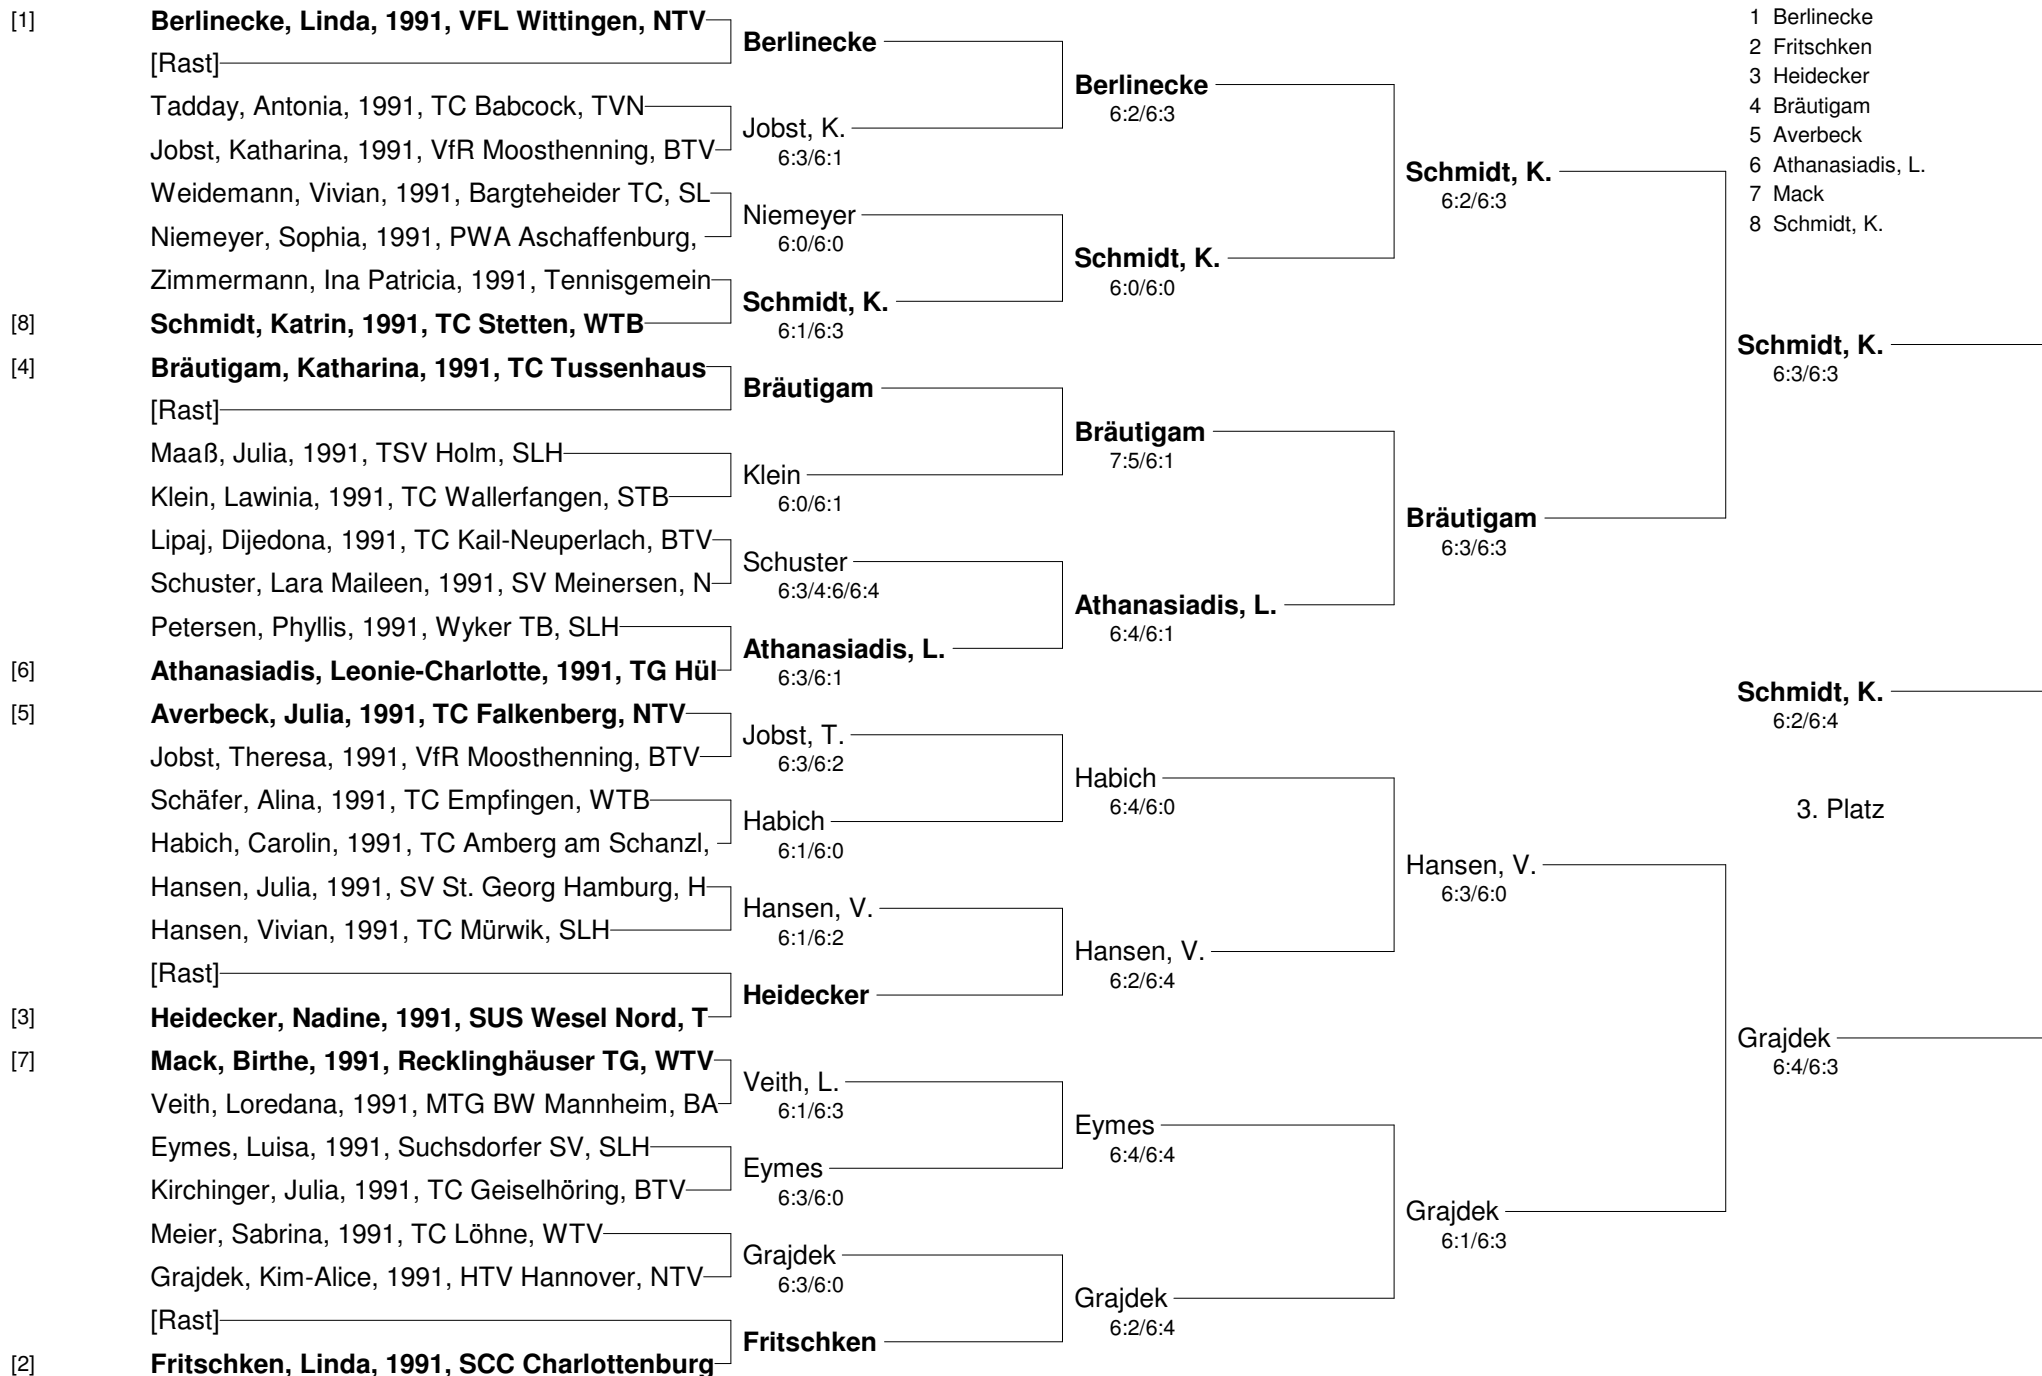 [1] Berlinecke, Linda, 1991, VFL Wittingen, NTV
[Rast]
Tadday, Antonia, 1991, TC Babcock, TVN
Jobst, Katharina, 1991, VfR Moosthenning, BTV
Weidemann, Vivian, 1991, Bargteheider TC, SL
Niemeyer, Sophia, 1991, PWA Aschaffenburg,
Zimmermann, Ina Patricia, 1991, Tennisgemein
[8] Schmidt, Katrin, 1991, TC Stetten, WTB
[4] Bräutigam, Katharina, 1991, TC Tussenhaus
[Rast]
Maaß, Julia, 1991, TSV Holm, SLH
Klein, Lawinia, 1991, TC Wallerfangen, STB
Lipaj, Dijedona, 1991, TC Kail-Neuperlach, BTV
Schuster, Lara Maileen, 1991, SV Meinersen, N
Petersen, Phyllis, 1991, Wyker TB, SLH
[6] Athanasiadis, Leonie-Charlotte, 1991, TG Hül
[5] Averbeck, Julia, 1991, TC Falkenberg, NTV
Jobst, Theresa, 1991, VfR Moosthenning, BTV
Schäfer, Alina, 1991, TC Empfingen, WTB
Habich, Carolin, 1991, TC Amberg am Schanzl,
Hansen, Julia, 1991, SV St. Georg Hamburg, H
Hansen, Vivian, 1991, TC Mürwik, SLH
[Rast]
[3] Heidecker, Nadine, 1991, SUS Wesel Nord, T
[7] Mack, Birthe, 1991, Recklinghäuser TG, WTV
Veith, Loredana, 1991, MTG BW Mannheim, BA
Eymes, Luisa, 1991, Suchsdorfer SV, SLH
Kirchinger, Julia, 1991, TC Geiselhöring, BTV
Meier, Sabrina, 1991, TC Löhne, WTV
Grajdek, Kim-Alice, 1991, HTV Hannover, NTV
[Rast]
[2] Fritschken, Linda, 1991, SCC Charlottenburg
Berlinecke
Jobst, K.
6:3/6:1
Niemeyer
6:0/6:0
Schmidt, K.
6:1/6:3
Bräutigam
Klein
6:0/6:1
Schuster
6:3/4:6/6:4
Athanasiadis, L.
6:3/6:1
Jobst, T.
6:3/6:2
Habich
6:1/6:0
Hansen, V.
6:1/6:2
Heidecker
Veith, L.
6:1/6:3
Eymes
6:3/6:0
Grajdek
6:3/6:0
Fritschken
Berlinecke
6:2/6:3
Schmidt, K.
6:0/6:0
Bräutigam
7:5/6:1
Athanasiadis, L.
6:4/6:1
Habich
6:4/6:0
Hansen, V.
6:2/6:4
Eymes
6:4/6:4
Grajdek
6:2/6:4
Schmidt, K.
6:2/6:3
Bräutigam
6:3/6:3
Hansen, V.
6:3/6:0
Grajdek
6:1/6:3
1 Berlinecke
2 Fritschken
3 Heidecker
4 Bräutigam
5 Averbeck
6 Athanasiadis, L.
7 Mack
8 Schmidt, K.
Schmidt, K.
6:3/6:3
Schmidt, K.
6:2/6:4
3. Platz
Grajdek
6:4/6:3